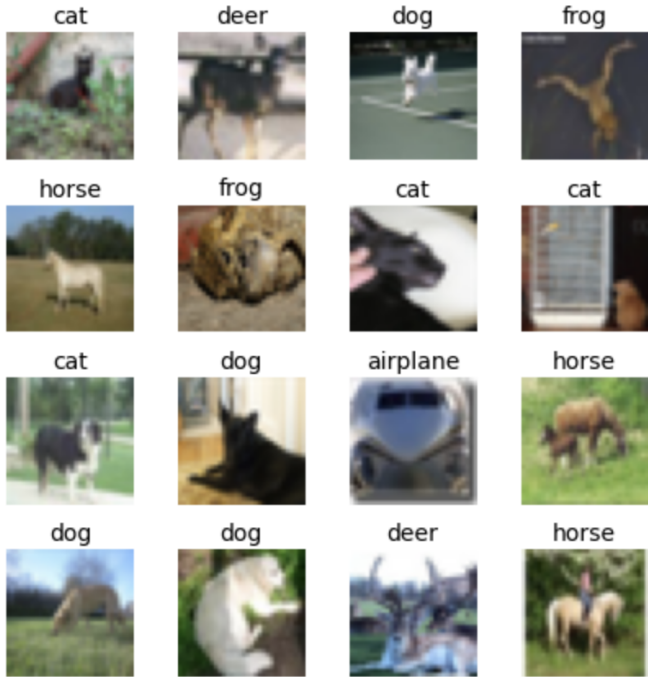 cat deer dog frog
horse frog cat cat
cat dog airplane horse
dog dog deer horse